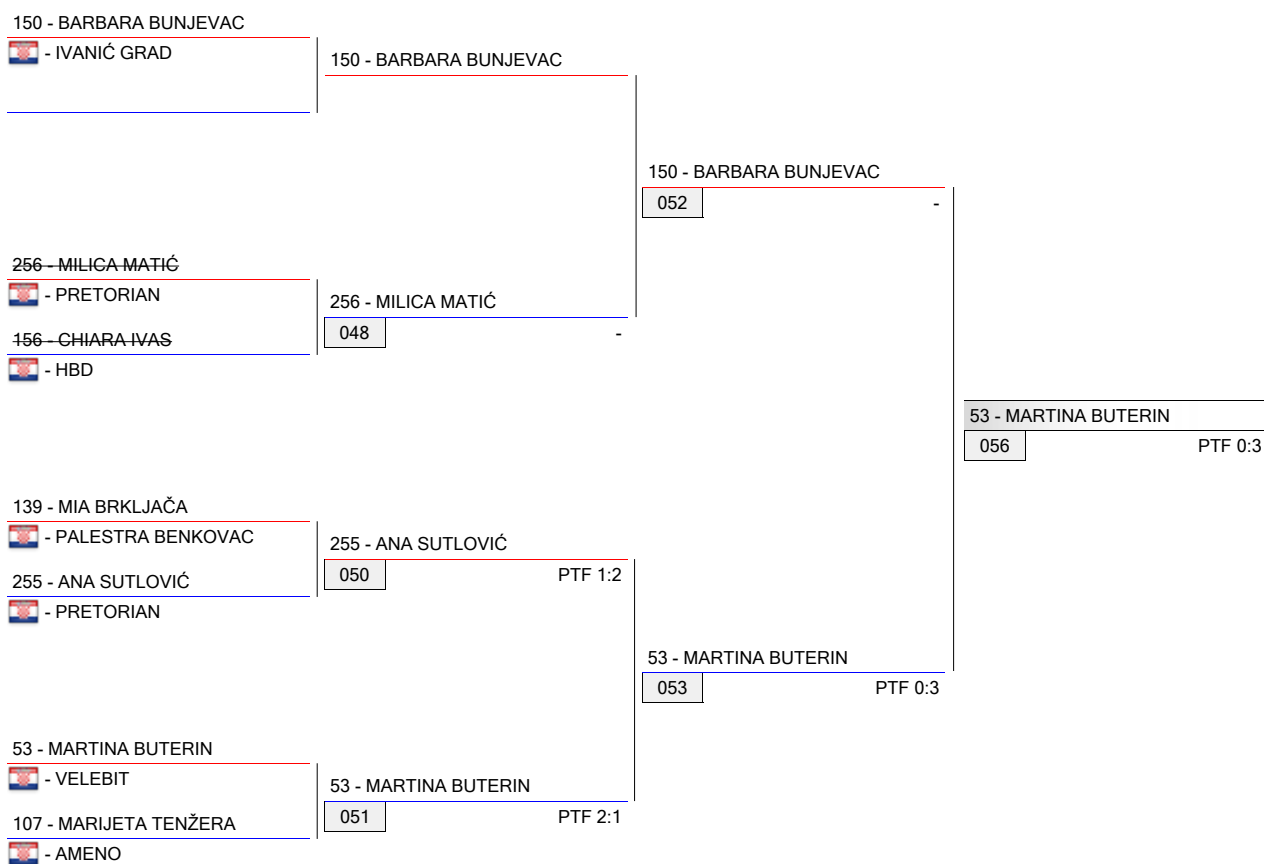 150 - BARBARA BUNJEVAC
- IVANIĆ GRAD
150 - BARBARA BUNJEVAC
150 - BARBARA BUNJEVAC
052 -
256 - MILICA MATIĆ
- PRETORIAN
256 - MILICA MATIĆ
156 - CHIARA IVAS
048 -
- HBD
53 - MARTINA BUTERIN
056 PTF 0:3
139 - MIA BRKLJAČA
- PALESTRA BENKOVAC
255 - ANA SUTLOVIĆ
255 - ANA SUTLOVIĆ
050 PTF 1:2
- PRETORIAN
53 - MARTINA BUTERIN
053 PTF 0:3
53 - MARTINA BUTERIN
- VELEBIT
53 - MARTINA BUTERIN
107 - MARIJETA TENŽERA
051 PTF 2:1
- AMENO